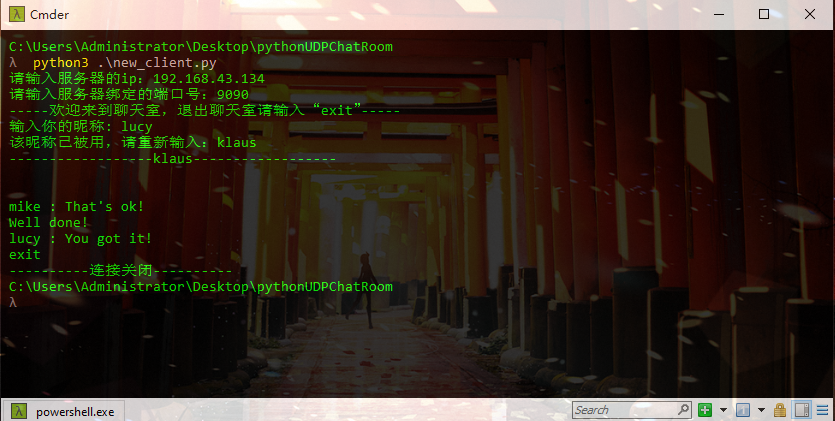 Cmder
C:\Users\Administrator\Desktop\pythonUDPChatRoom
λ  python3 .\new_client.py
请输入服务器的ip: 192.168.43.134
请输入服务器绑定的端口号: 9090
-----欢迎来到聊天室，退出聊天室请输入“exit”-----
输入你的昵称: lucy
该昵称已被用，请重新输入: klaus
------------------klaus------------------
mike : That's ok!
Well done!
lucy : You got it!
exit
----------连接关闭----------
C:\Users\Administrator\Desktop\pythonUDPChatRoom
λ
λ powershell.exe
Search